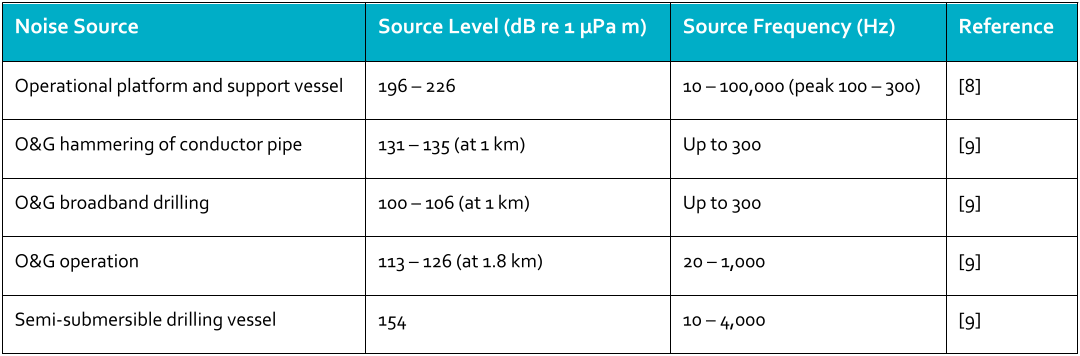 Noise Source Source Level (dB re 1 µPa m) Source Frequency (Hz) Reference
Operational platform and support vessel 196 – 226 10 – 100,000 (peak 100 – 300) [8]
O&G hammering of conductor pipe 131 – 135 (at 1 km) Up to 300 [9]
O&G broadband drilling 100 – 106 (at 1 km) Up to 300 [9]
O&G operation 113 – 126 (at 1.8 km) 20 – 1,000 [9]
Semi-submersible drilling vessel 154 10 – 4,000 [9]